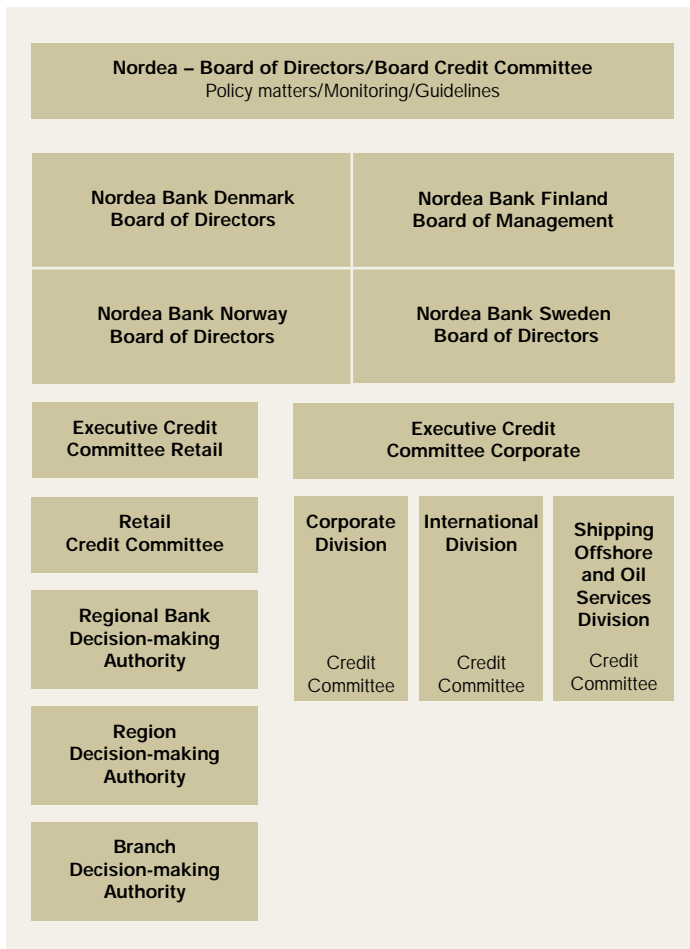 Nordea – Board of Directors/Board Credit Committee
Policy matters/Monitoring/Guidelines
Nordea Bank Denmark
Board of Directors
Nordea Bank Finland
Board of Management
Nordea Bank Norway
Board of Directors
Nordea Bank Sweden
Board of Directors
Executive Credit
Committee Retail
Executive Credit
Committee Corporate
Retail
Credit Committee
Regional Bank
Decision-making
Authority
Region
Decision-making
Authority
Branch
Decision-making
Authority
Corporate
Division
Credit
Committee
International
Division
Credit
Committee
Shipping
Offshore
and Oil
Services
Division
Credit
Committee